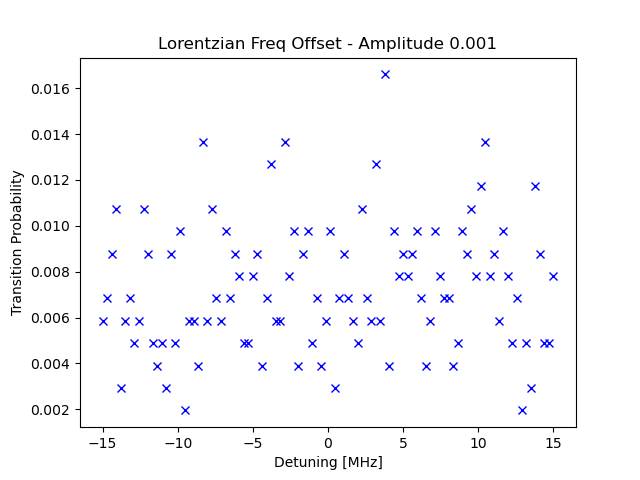 Lorentzian Freq Offset - Amplitude 0.001
Transition Probability
0.016
0.014
0.012
0.010
0.008
0.006
0.004
0.002
−15 −10 −5 0 5 10 15
Detuning [MHz]